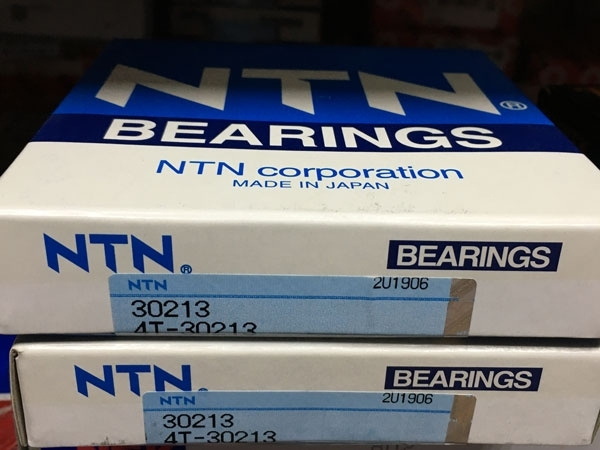 NTN®
BEARINGS
NTN corporation
MADE IN JAPAN
NTN® BEARINGS
NTN 2U1906
30213
4T-30213
NTN BEARINGS
NTN 2U1906
30213
4T-30213